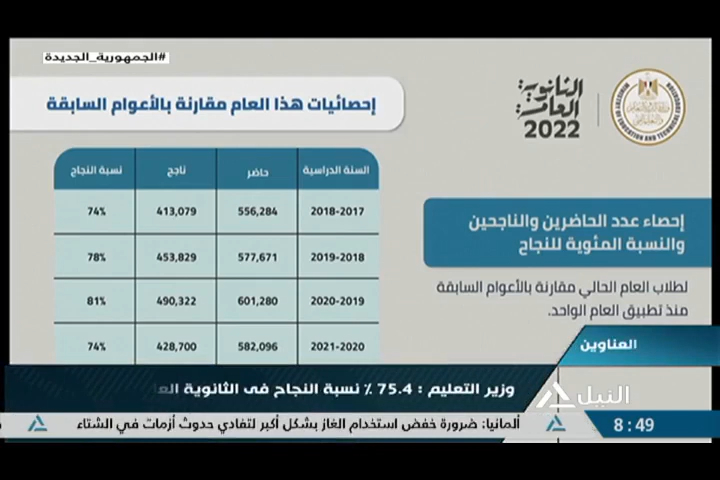 #الجمهورية_الجديدة
الثانوية
العامة
2022
إحصائيات هذا العام مقارنة بالأعوام السابقة
السنة الدراسية حاضر ناجح نسبة النجاح
2018-2017 556,284 413,079 74%
2019-2018 577,671 453,829 78%
2020-2019 601,280 490,322 81%
2021-2020 582,096 428,700 74%
إحصاء عدد الحاضرين والناجحين
والنسبة المئوية للنجاح
لطلاب العام الحالي مقارنة بالأعوام السابقة
منذ تطبيق العام الواحد.
العناوين
وزير التعليم : 75.4 ٪ نسبة النجاح فى الثانوية
النيل
8:49
ألمانيا: ضرورة خفض استخدام الغاز بشكل أكبر لتفادي حدوث أزمات في الشتاء